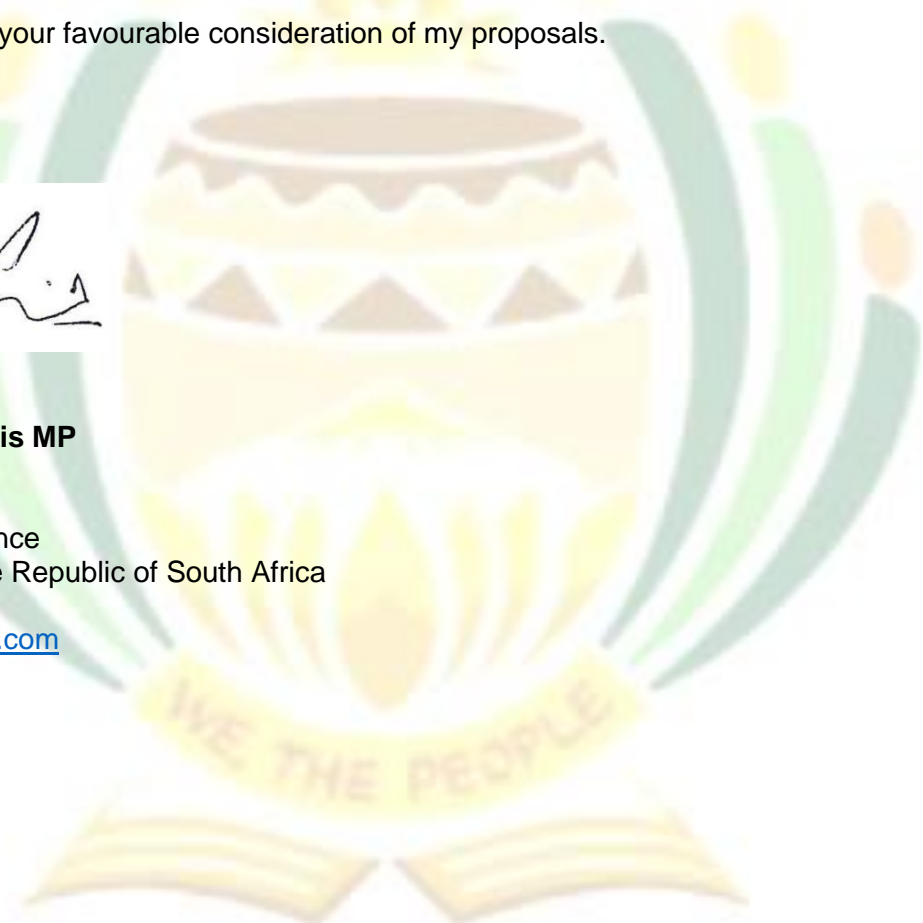 your favourable consideration of my proposals.
is MP
nce
e Republic of South Africa
.com
WE, THE PEOPLE